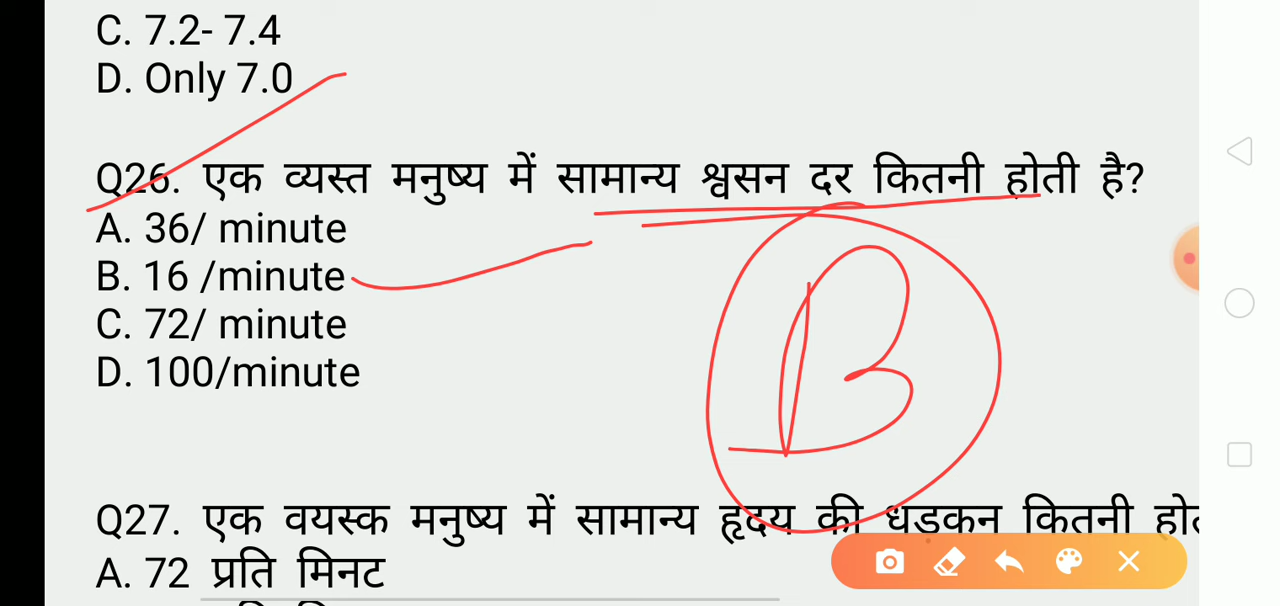 C. 7.2- 7.4
D. Only 7.0
Q26. एक व्यस्त मनुष्य में सामान्य श्वसन दर कितनी होती है?
A. 36/ minute
B. 16 /minute
C. 72/ minute
D. 100/minute
B
Q27. एक वयस्क मनुष्य में सामान्य हृदय की धड़कन कितनी
A. 72 प्रति मिनट